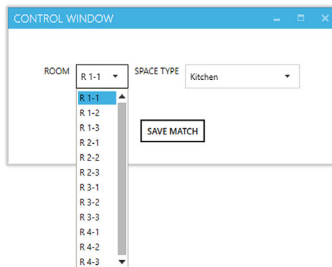 CONTROL WINDOW
ROOM R 1-1 SPACE TYPE Kitchen
R 1-1
R 1-2
R 1-3
R 2-1
R 2-2
R 2-3
R 3-1
R 3-2
R 3-3
R 4-1
R 4-2
R 4-3
SAVE MATCH